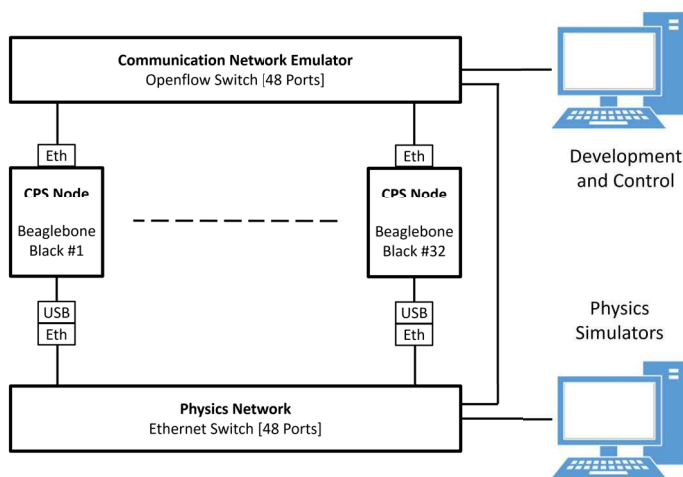 Communication Network Emulator
Openflow Switch [48 Ports]
Eth
Eth
CPS Node
Beaglebone
Black #1
CPS Node
Beaglebone
Black #32
Development
and Control
USB
Eth
USB
Eth
Physics
Simulators
Physics Network
Ethernet Switch [48 Ports]